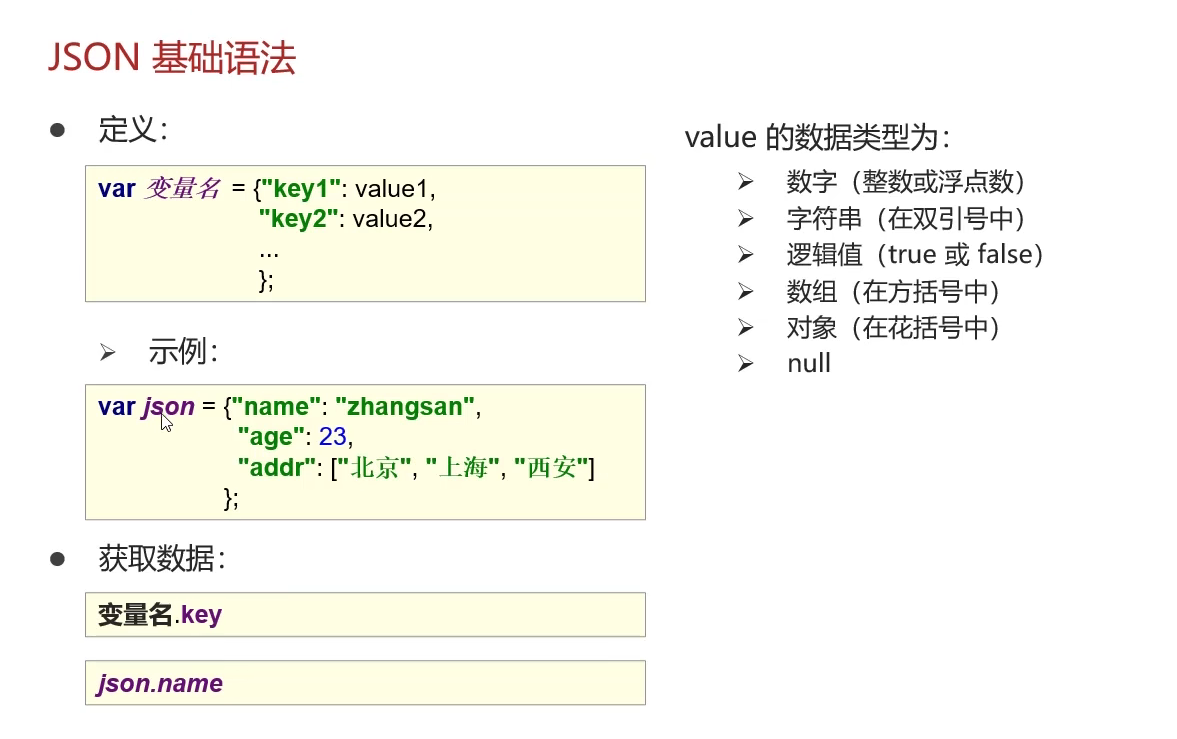 JSON 基础语法
● 定义：
var 变量名 = {"key1": value1,
"key2": value2,
...
};
➢ 示例：
var json = {"name": "zhangsan",
"age": 23,
"addr": ["北京", "上海", "西安"]
};
● 获取数据：
变量名.key
json.name
value 的数据类型为：
➢ 数字（整数或浮点数）
➢ 字符串（在双引号中）
➢ 逻辑值（true 或 false）
➢ 数组（在方括号中）
➢ 对象（在花括号中）
➢ null